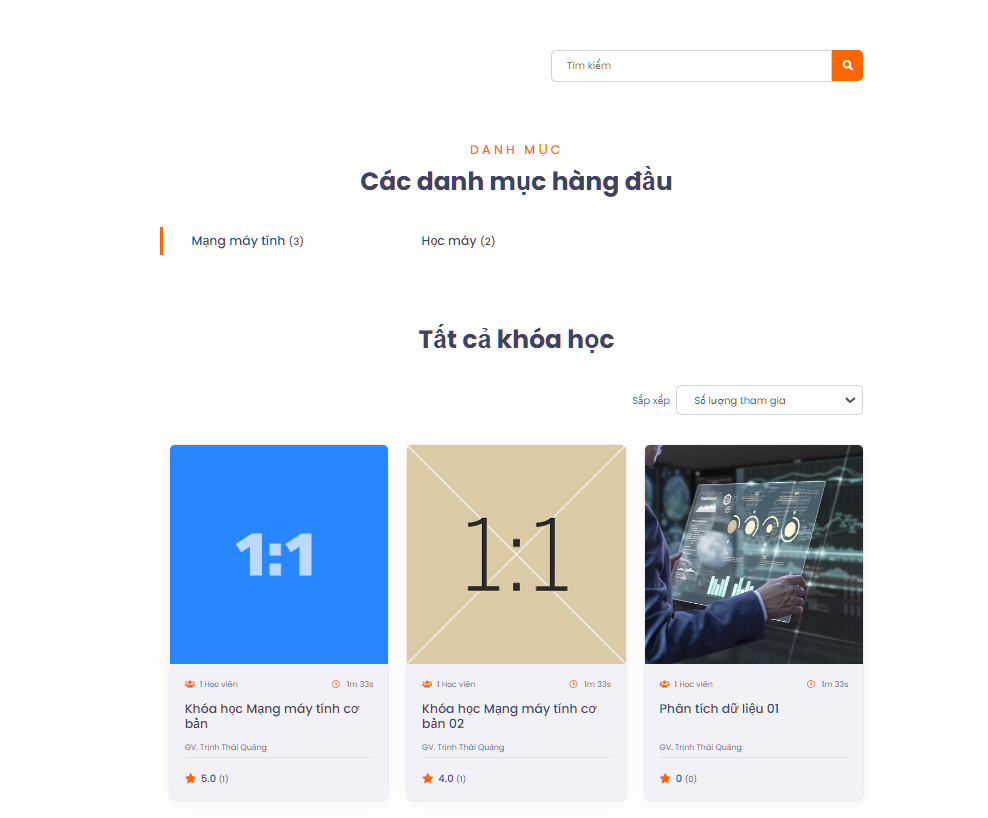 Tìm kiếm
DANH MỤC
Các danh mục hàng đầu
Mạng máy tính (3)
Học máy (2)
Tất cả khóa học
Sắp xếp
Số lượng tham gia
1:1
1:1
1 Học viên
1m 33s
Khóa học Mạng máy tính cơ
bản
GV. Trịnh Thái Quảng
5.0 (1)
1 Học viên
1m 33s
Khóa học Mạng máy tính cơ
bản 02
GV. Trịnh Thái Quảng
4.0 (1)
1 Học viên
1m 33s
Phân tích dữ liệu 01
GV. Trịnh Thái Quảng
0 (0)